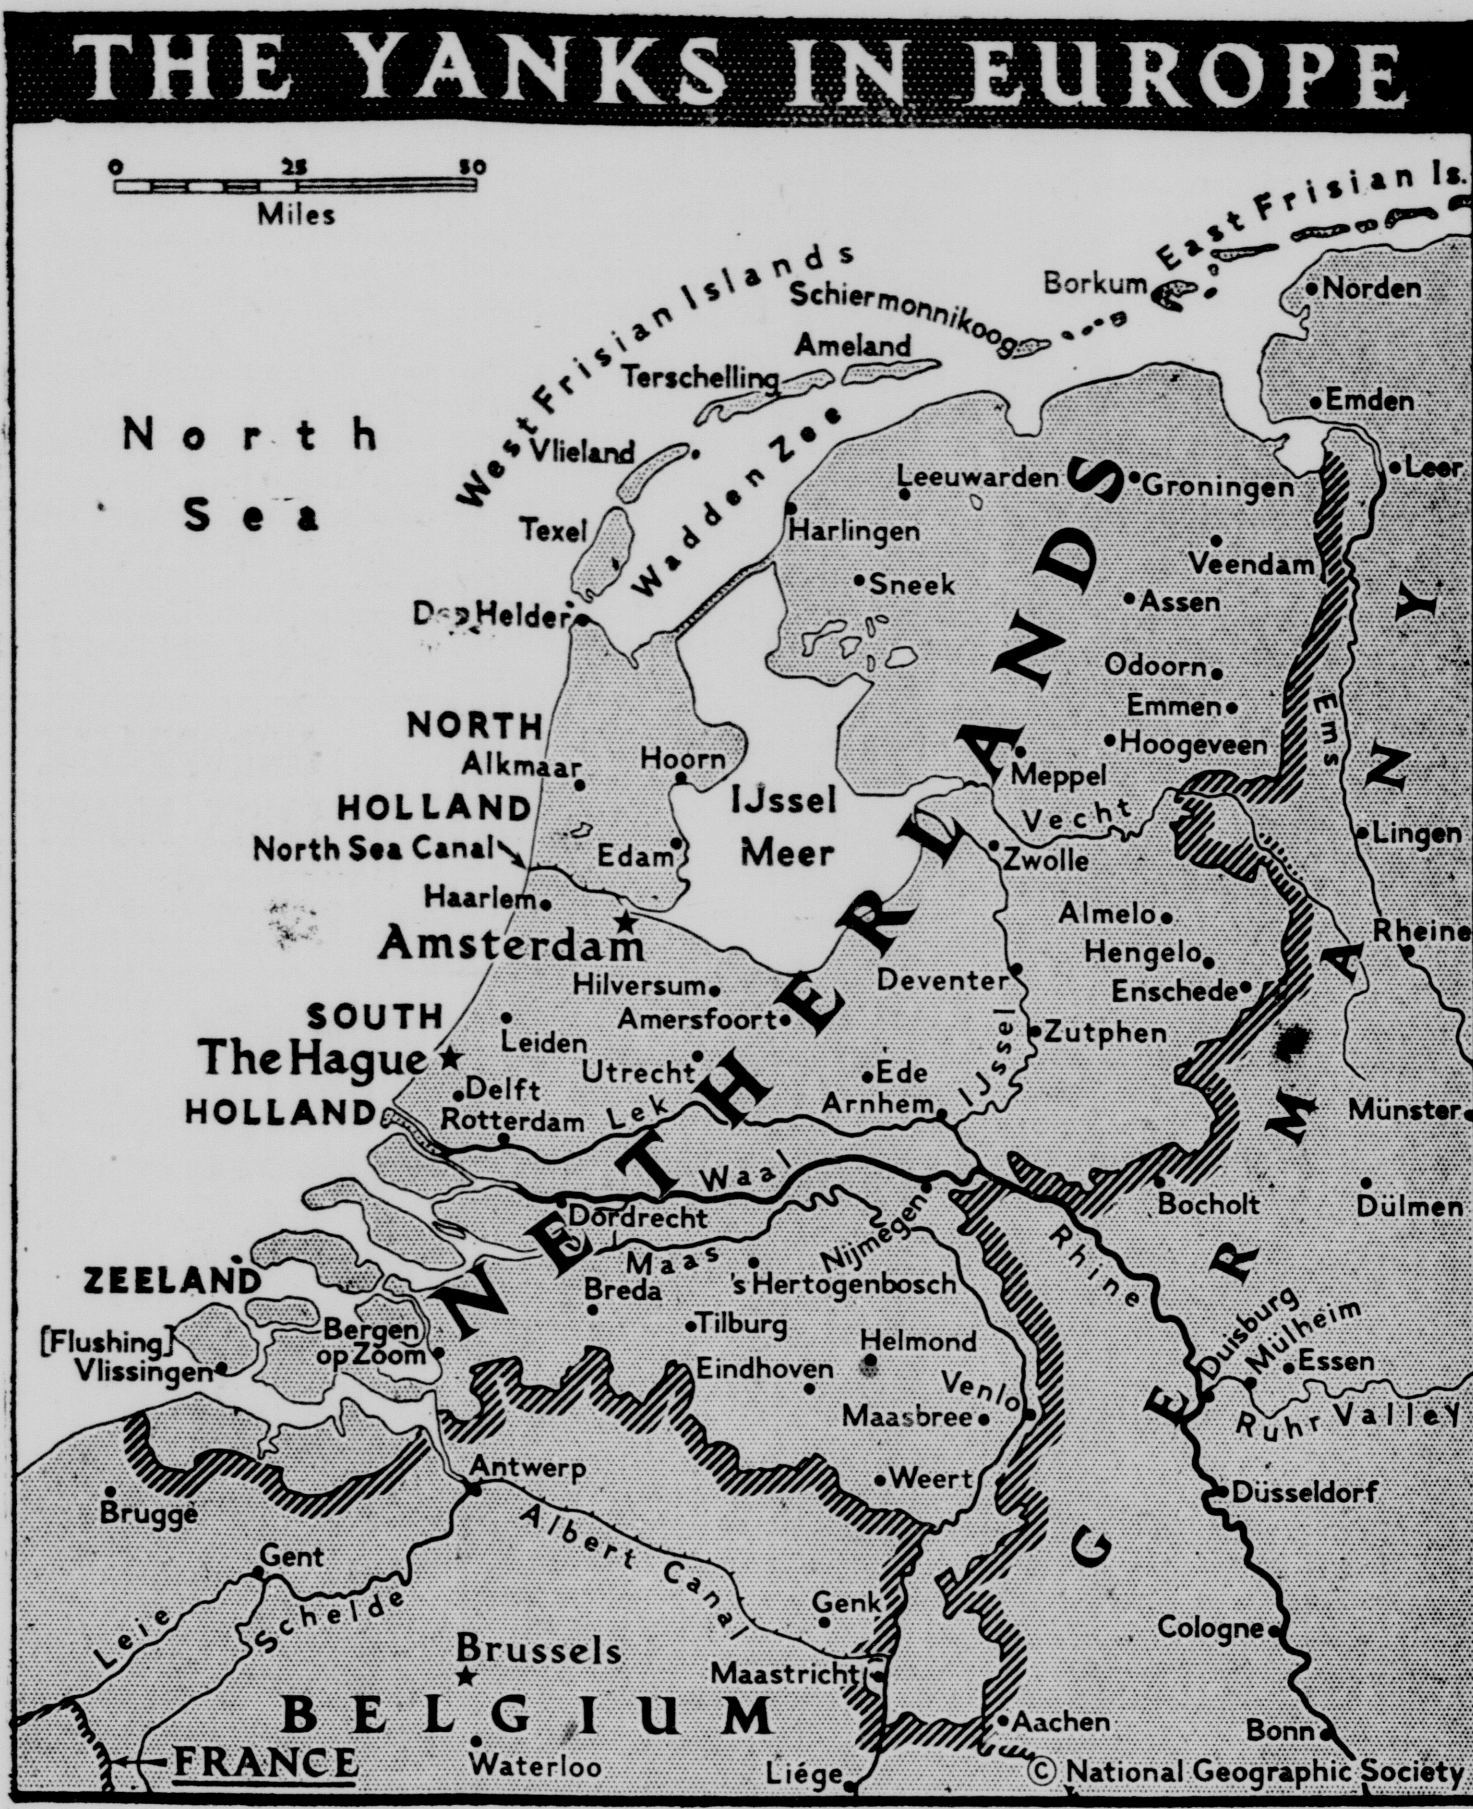 THE YANKS IN EUROPE
0 25 50
Miles
East Frisian Is.
West Frisian Islands
Borkum
Norden
Schiermonnikoog
Ameland
Terschelling
Emden
North
Sea
Vlieland
Wadden Zee
Leer
Leeuwarden
Groningen
Texel
Harlingen
Veendam
Sneek
Assen
Den Helder
Odoorn
Emmen
Ems
NORTH
HOLLAND
Alkmaar
Hoorn
Hoogeveen
Meppel
IJssel
Meer
Vecht
Lingen
North Sea Canal
Edam
Zwolle
Haarlem
Amsterdam
Almelo
Hengelo
Rheine
Hilversum
Deventer
Enschede
SOUTH
HOLLAND
Amersfoort
Leiden
Zutphen
The Hague
Utrecht
Ede
IJssel
Delft
Lek
Arnhem
Rotterdam
Münster
NETHERLANDS
GERMANY
Waal
Dordrecht
Bocholt
Dülmen
Maas
Nijmegen
Rhine
ZEELAND
's Hertogenbosch
Breda
[Flushing]
Vlissingen
Bergen
op Zoom
Tilburg
Helmond
Duisburg
Mülheim
Essen
Eindhoven
Venlo
Maasbree
Ruhr Valley
Antwerp
Weert
Düsseldorf
Brugge
Albert Canal
Gent
Genk
Leie
Schelde
Cologne
Brussels
Maastricht
BELGIUM
Aachen
Bonn
FRANCE
Waterloo
Liége
© National Geographic Society